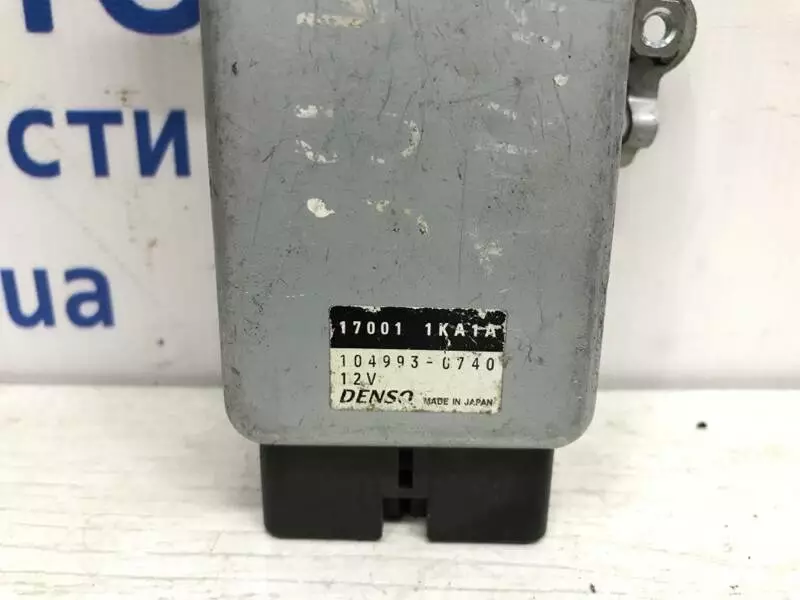 сти
.ua
17001 1KA1A
104993-0740
12V
DENSO MADE IN JAPAN